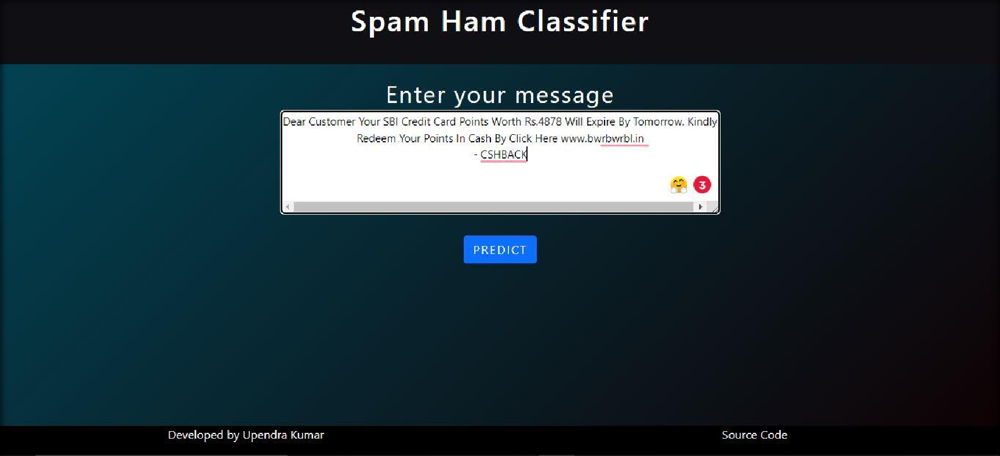 Spam Ham Classifier
Enter your message
Dear Customer Your SBI Credit Card Points Worth Rs.4878 Will Expire By Tomorrow. Kindly
Redeem Your Points In Cash By Click Here www.bwrbwrbl.in
- CSHBACK
3
PREDICT
Developed by Upendra Kumar
Source Code